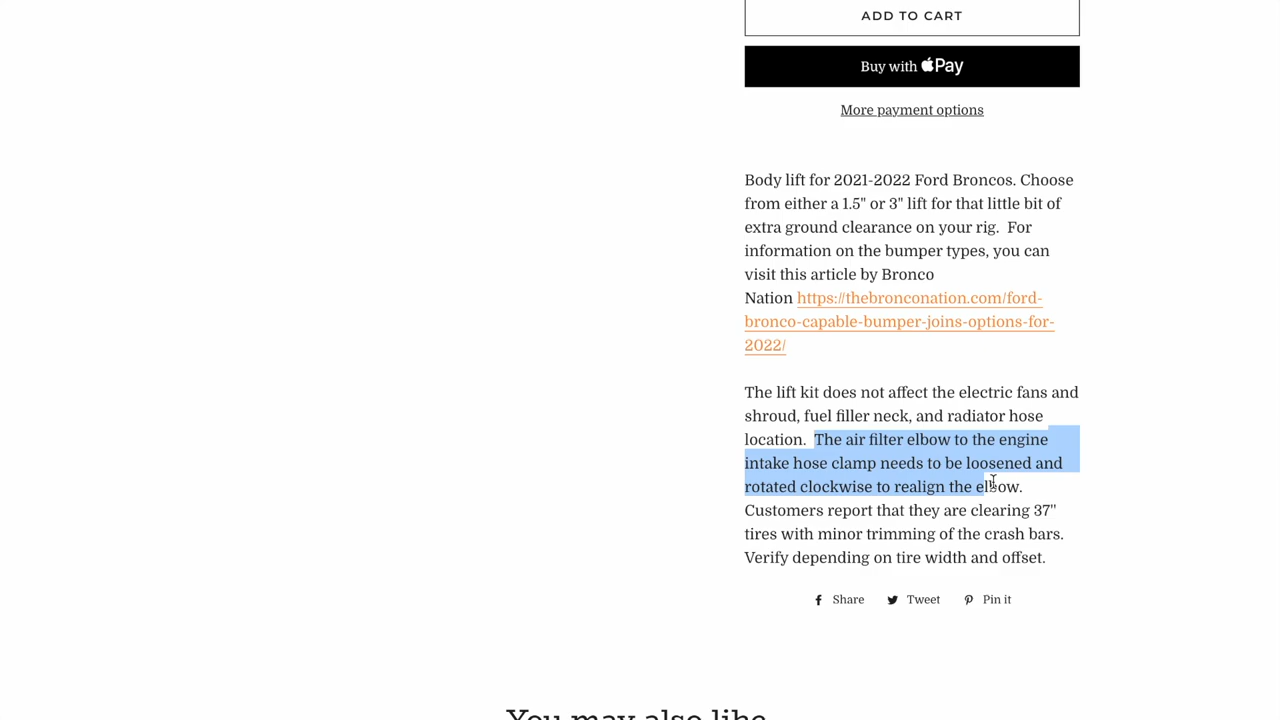 ADD TO CART
Buy with Pay
More payment options
Body lift for 2021-2022 Ford Broncos. Choose
from either a 1.5" or 3" lift for that little bit of
extra ground clearance on your rig.  For
information on the bumper types, you can
visit this article by Bronco
Nation https://thebronconation.com/ford-
bronco-capable-bumper-joins-options-for-
2022/
The lift kit does not affect the electric fans and
shroud, fuel filler neck, and radiator hose
location.  The air filter elbow to the engine
intake hose clamp needs to be loosened and
rotated clockwise to realign the elbow.
Customers report that they are clearing 37"
tires with minor trimming of the crash bars.
Verify depending on tire width and offset.
Share Tweet Pin it
You may also like